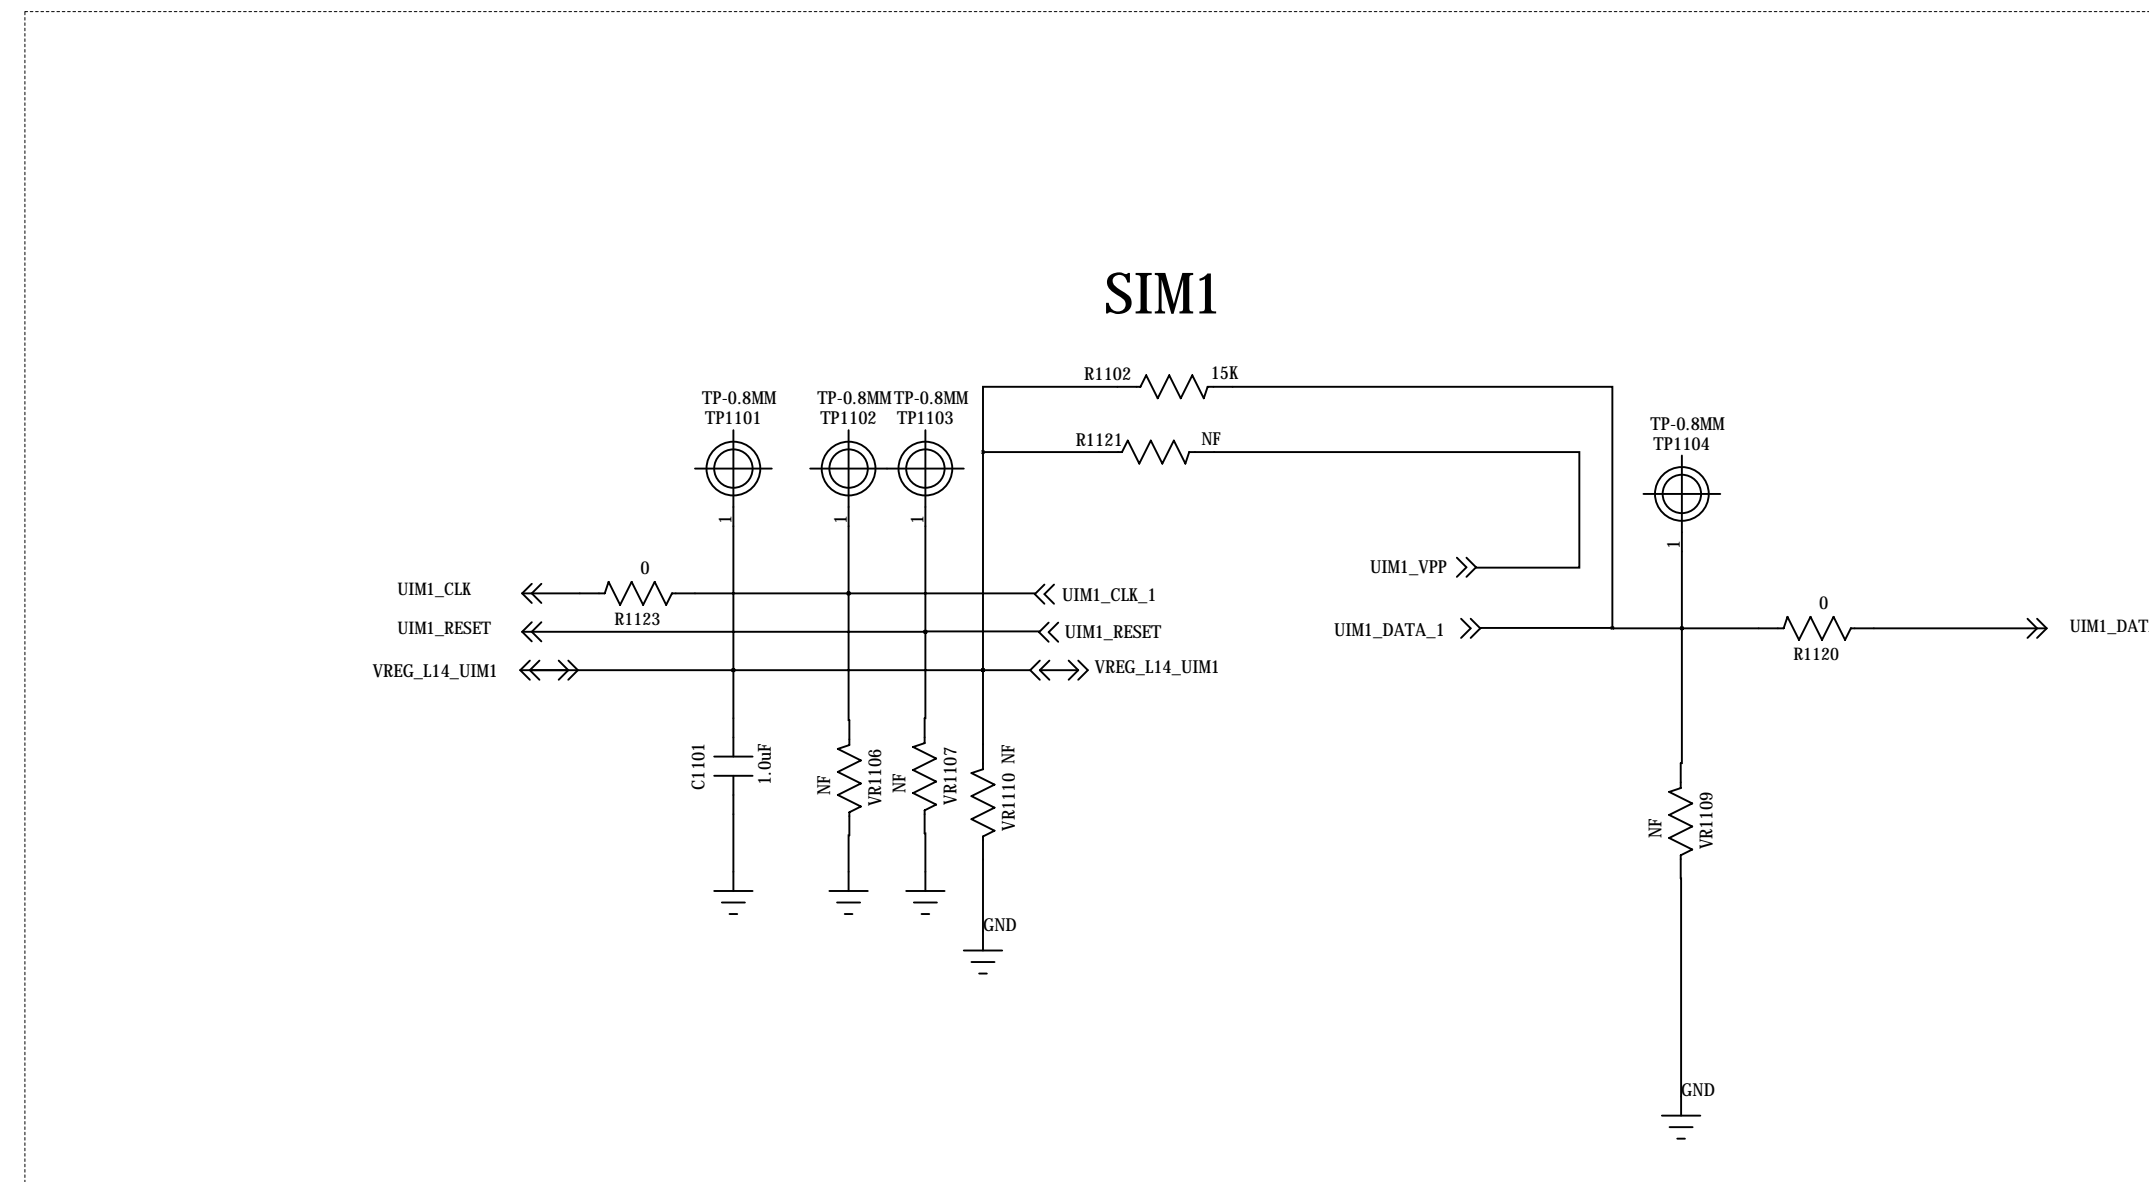 SIM1
R1102
15K
TP-0.8MM
TP-0.8MM
TP-0.8MM
TP1101
TP1102
TP1103
TP-0.8MM
TP1104
R1121
NF
1
1
1
1
UIM1_VPP
UIM1_CLK
0
R1123
UIM1_CLK_1
UIM1_RESET
UIM1_RESET
UIM1_DATA_1
0
R1120
UIM1_DAT
VREG_L14_UIM1
VREG_L14_UIM1
C1101
1.0uF
NF
VR1106
NF
VR1107
VR1110 NF
NF
VR1109
GND
GND